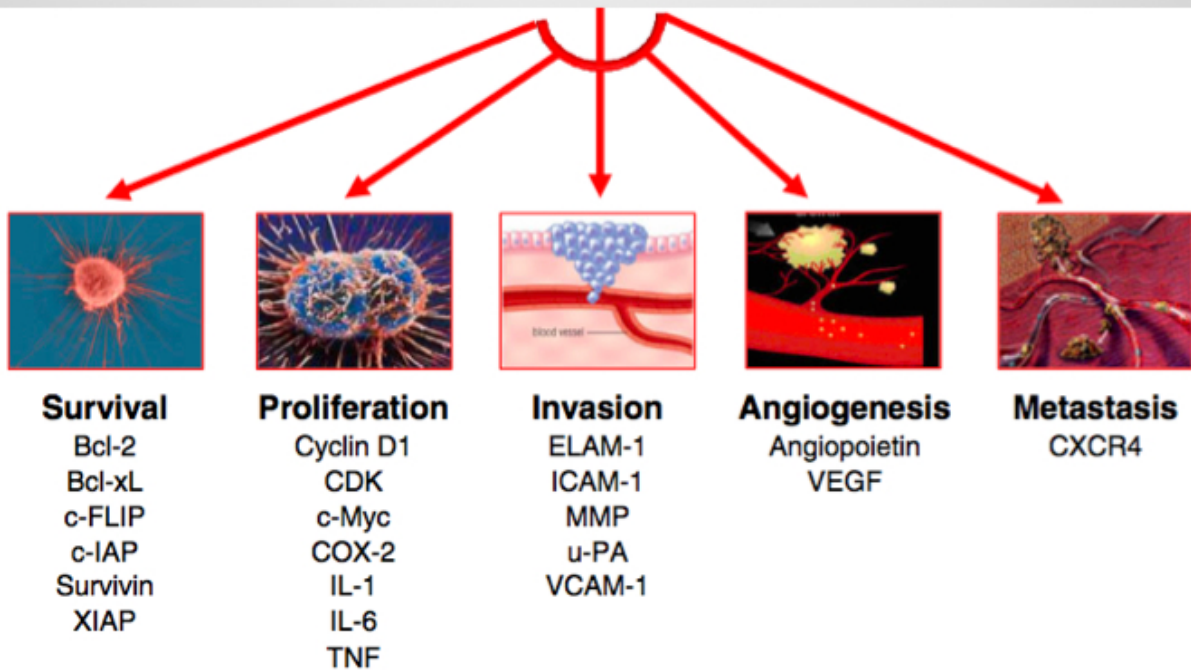 blood vessel
Survival
Bcl-2
Bcl-xL
c-FLIP
c-IAP
Survivin
XIAP
Proliferation
Cyclin D1
CDK
c-Myc
COX-2
IL-1
IL-6
TNF
Invasion
ELAM-1
ICAM-1
MMP
u-PA
VCAM-1
Angiogenesis
Angiopoietin
VEGF
Metastasis
CXCR4